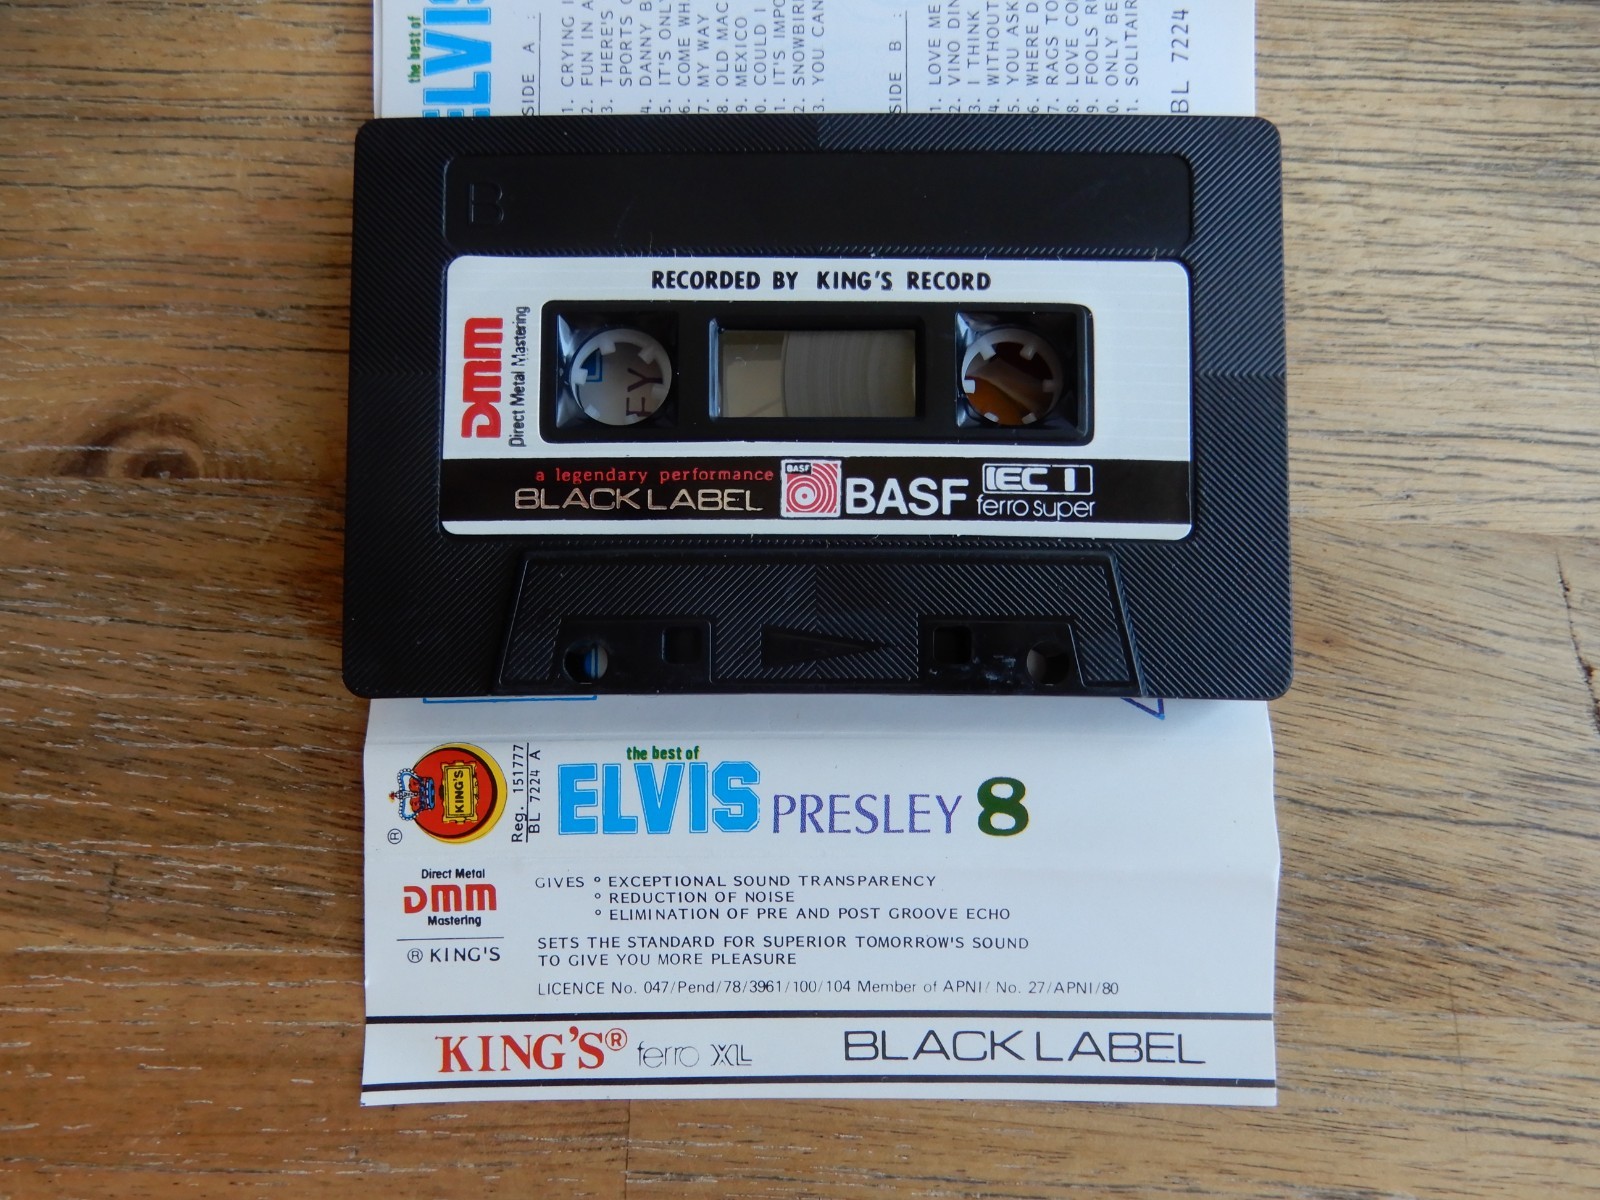 the best of
ELVIS
SIDE A :
1. CRYING I
2. FUN IN A
3. THERE'S
SPORTS
4. DANNY B
5. IT'S ONLY
6. COME WH
7. MY WAY
8. OLD MAC
9. MEXICO
0. COULD I
1. IT'S IMPO
2. SNOWBIR
3. YOU CAN
SIDE B :
1. LOVE ME
2. VINO DIN
3. I THINK
4. WITHOUT
5. YOU ASK
6. WHERE D
7. RAGS TO
8. LOVE CO
9. FOOLS R
0. ONLY BE
1. SOLITAIR
BL 7224
B
RECORDED BY KING'S RECORD
DMM
Direct Metal Mastering
EY
a legendary performance
BLACK LABEL
BASF
BASF
IEC I
ferro super
KING'S
®
Reg. 151777
BL 7224 A
the best of
ELVIS PRESLEY 8
Direct Metal
DMM
Mastering
® KING'S
GIVES ° EXCEPTIONAL SOUND TRANSPARENCY
° REDUCTION OF NOISE
° ELIMINATION OF PRE AND POST GROOVE ECHO
SETS THE STANDARD FOR SUPERIOR TOMORROW'S SOUND
TO GIVE YOU MORE PLEASURE
LICENCE No. 047/Pend/78/3961/100/104 Member of APNI/ No. 27/APNI/80
KING'S® ferro XL BLACK LABEL